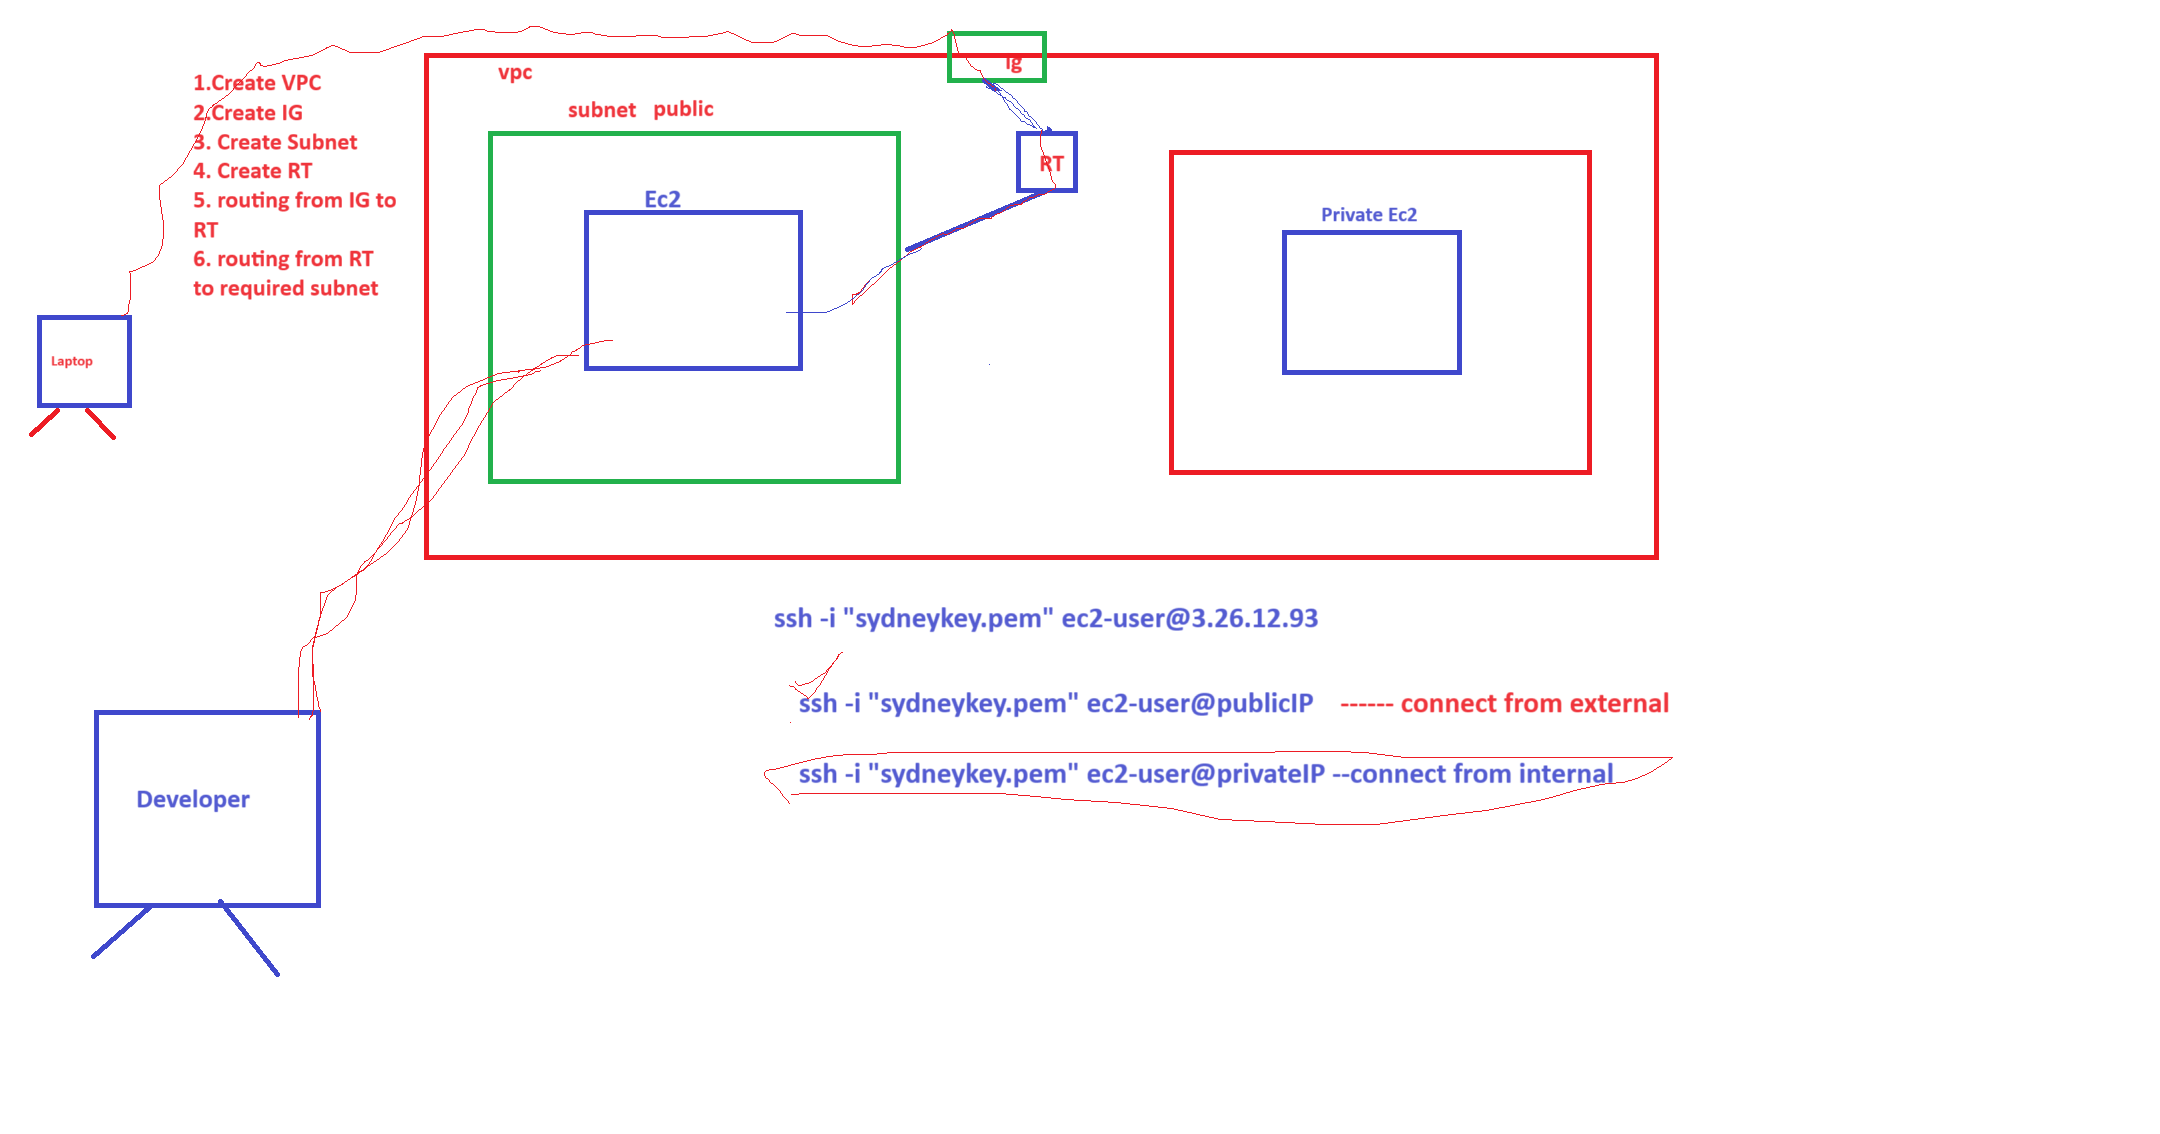 1.Create VPC
2.Create IG
3. Create Subnet
4. Create RT
5. routing from IG to
RT
6. routing from RT
to required subnet
Laptop
vpc
ig
subnet public
RT
Ec2
Private Ec2
ssh -i "sydneykey.pem" ec2-user@3.26.12.93
ssh -i "sydneykey.pem" ec2-user@publicIP ------ connect from external
ssh -i "sydneykey.pem" ec2-user@privateIP --connect from internal
Developer